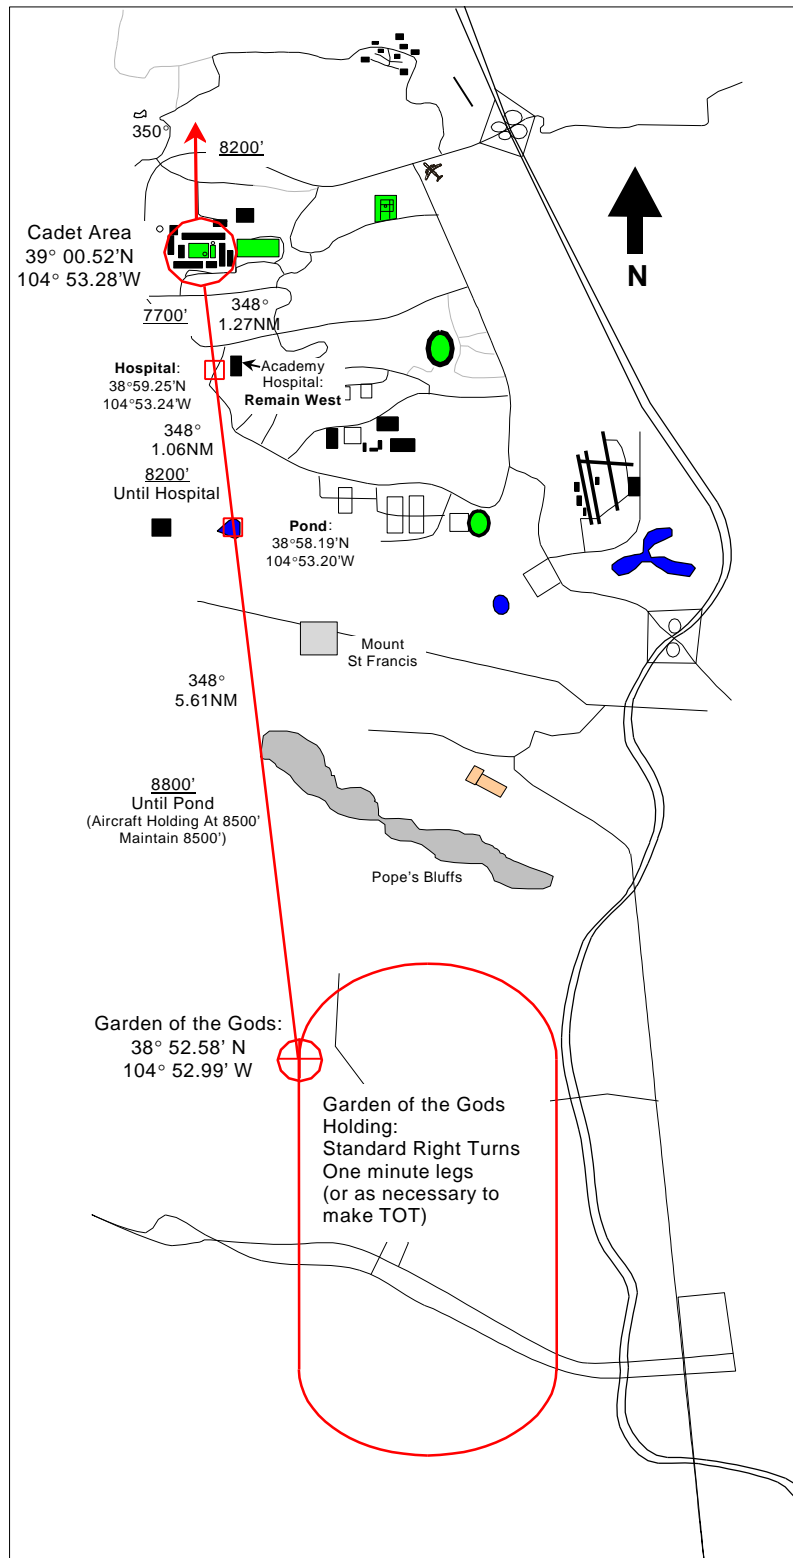 350°
8200'
Cadet Area
39° 00.52'N
104° 53.28'W
N
7700'
348°
1.27NM
Hospital:
38°59.25'N
104°53.24'W
Academy
Hospital:
Remain West
348°
1.06NM
8200'
Until Hospital
Pond:
38°58.19'N
104°53.20'W
Mount
St Francis
348°
5.61NM
8800'
Until Pond
(Aircraft Holding At 8500'
Maintain 8500')
Pope's Bluffs
Garden of the Gods:
38° 52.58' N
104° 52.99' W
Garden of the Gods
Holding:
Standard Right Turns
One minute legs
(or as necessary to
make TOT)